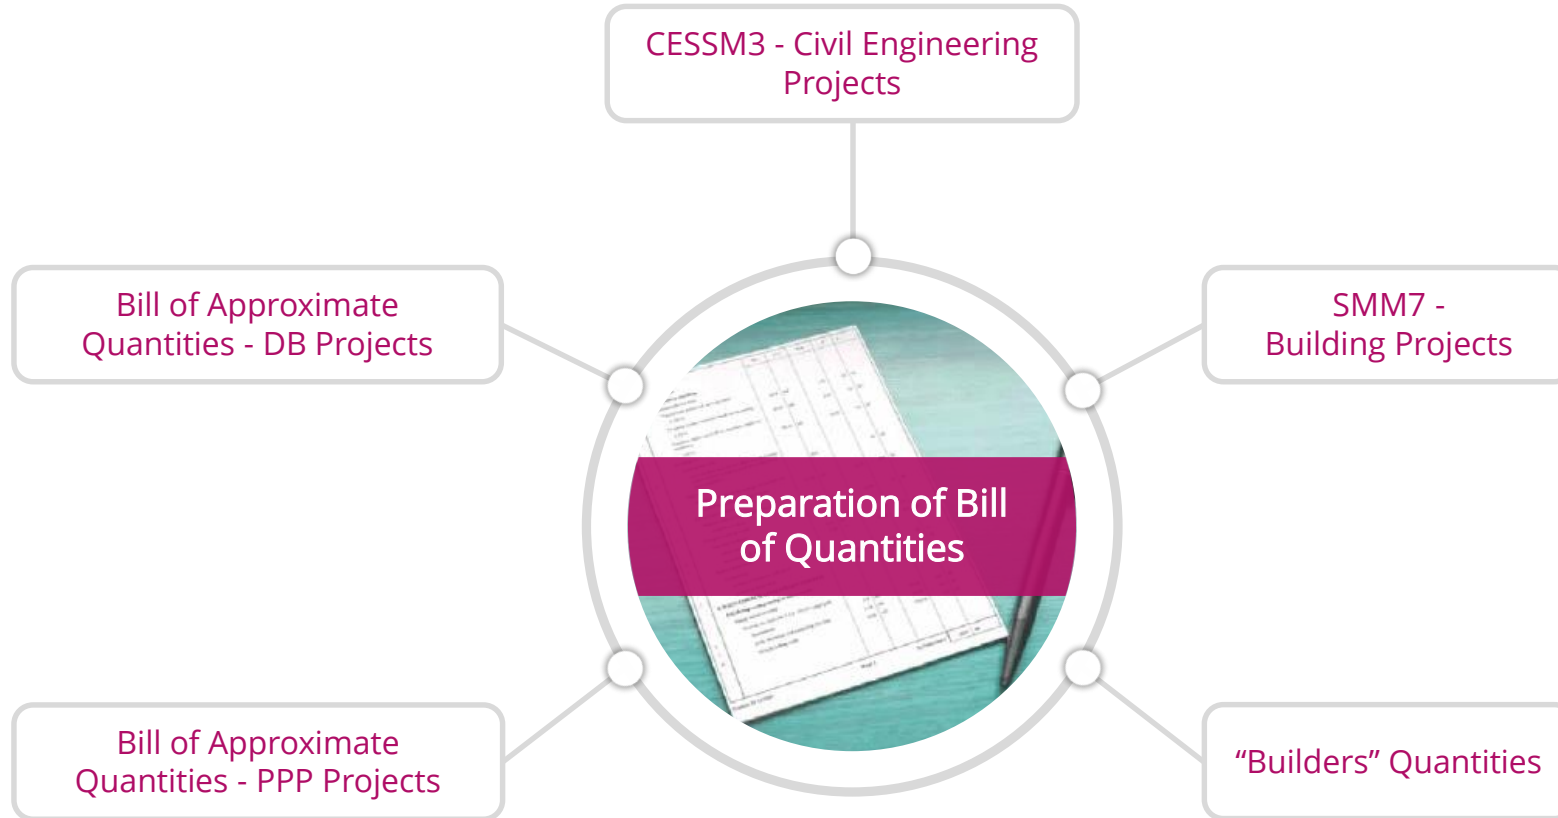 CESSM3 - Civil Engineering
Projects
Bill of Approximate
Quantities - DB Projects
SMM7 -
Building Projects
Preparation of Bill
of Quantities
Bill of Approximate
Quantities - PPP Projects
“Builders” Quantities